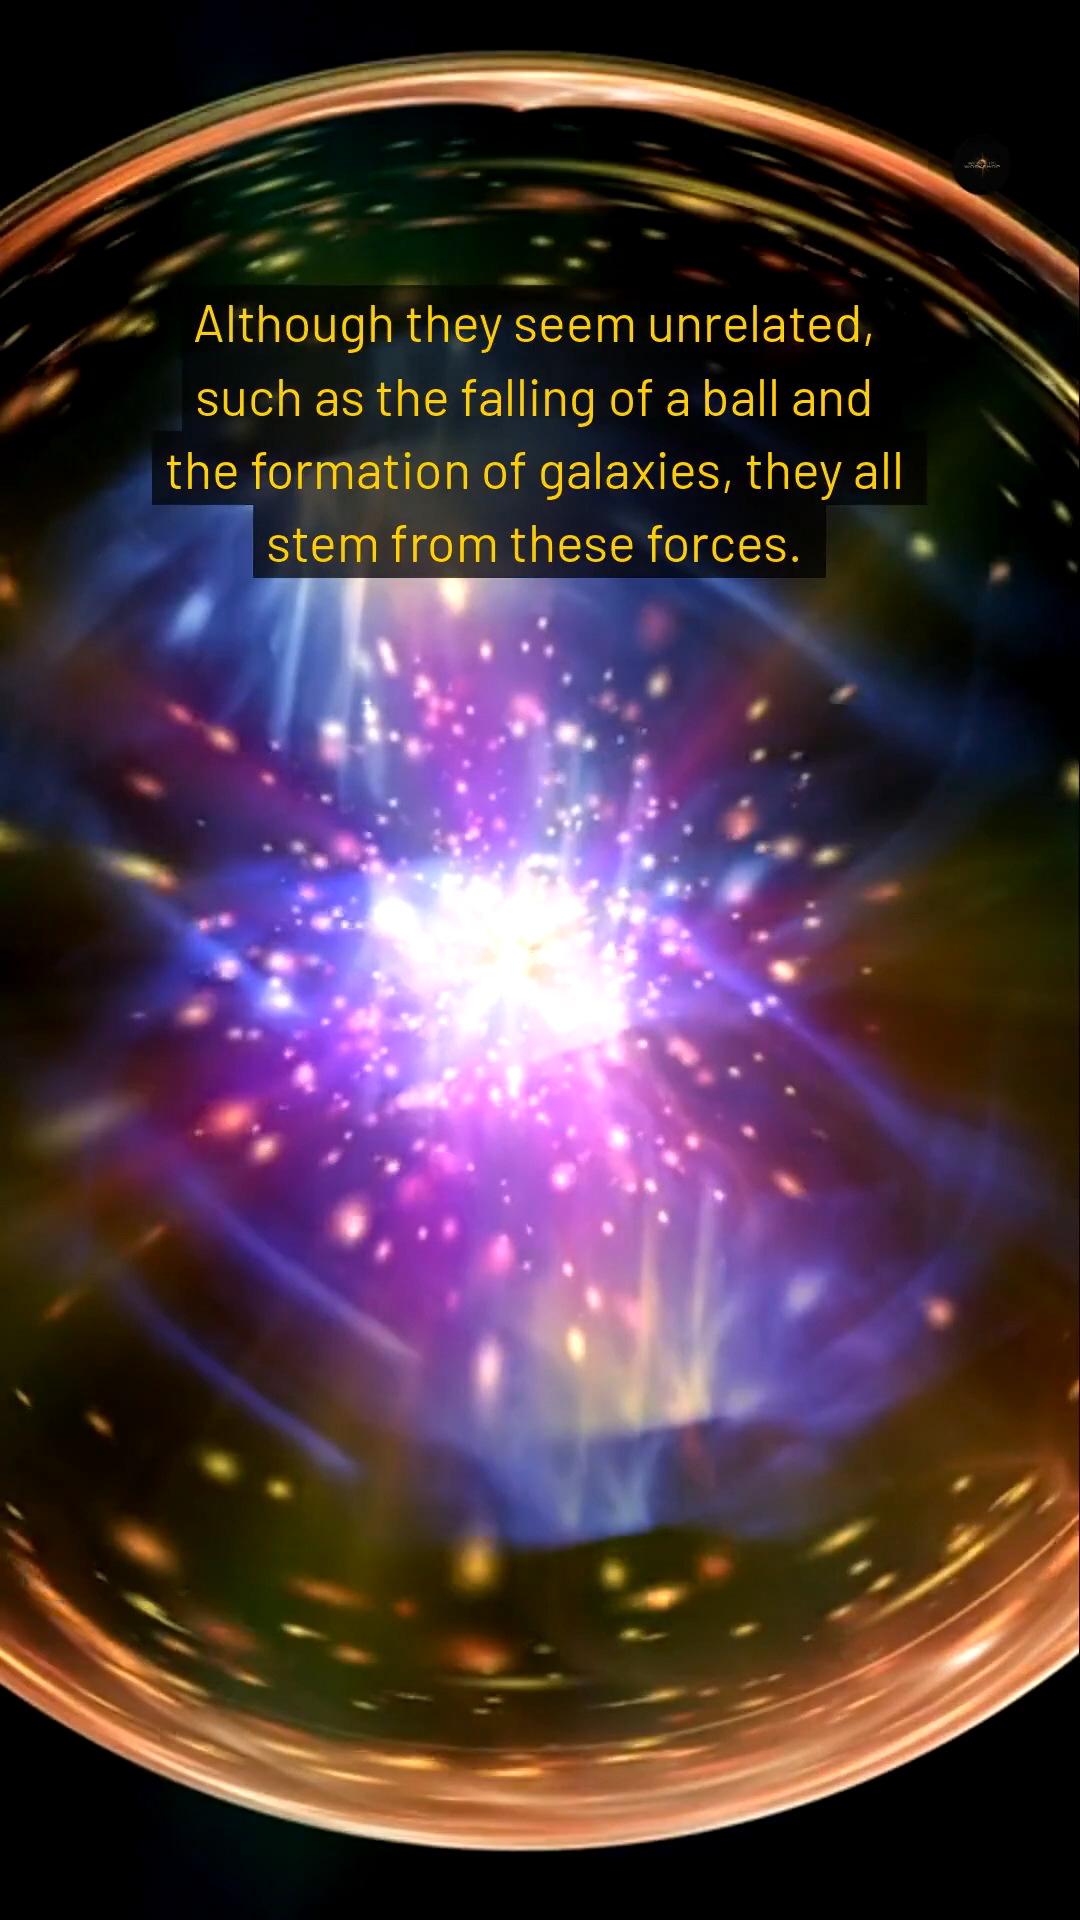 Although they seem unrelated,
such as the falling of a ball and
the formation of galaxies, they all
stem from these forces.